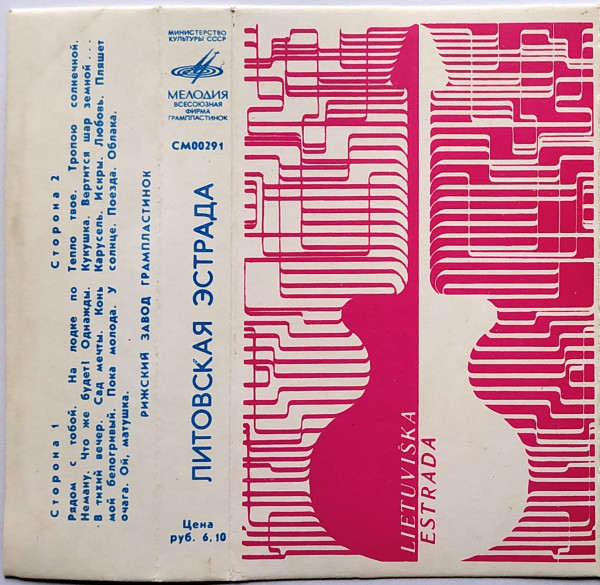 Сторона 1
Рядом с тобой. На лодке по
Неману. Что же будет! Однажды.
В тихий вечер. Сад мечты. Конь
мой белогривый. Пока молода. У
очага. Ой, матушка.
Сторона 2
Тепло твое. Тропою солнечной.
Кукушка. Вертится шар земной...
Карусель. Искры. Любовь. Пляшет
солнце. Поезда. Облака.
РИЖСКИЙ ЗАВОД ГРАМПЛАСТИНОК
МИНИСТЕРСТВО
КУЛЬТУРЫ СССР
МЕЛОДИЯ
ВСЕСОЮЗНАЯ
ФИРМА
ГРАМПЛАСТИНОК
СМ00291
ЛИТОВСКАЯ ЭСТРАДА
Цена
руб. 6,10
LIETUVIŠKA
ESTRADA